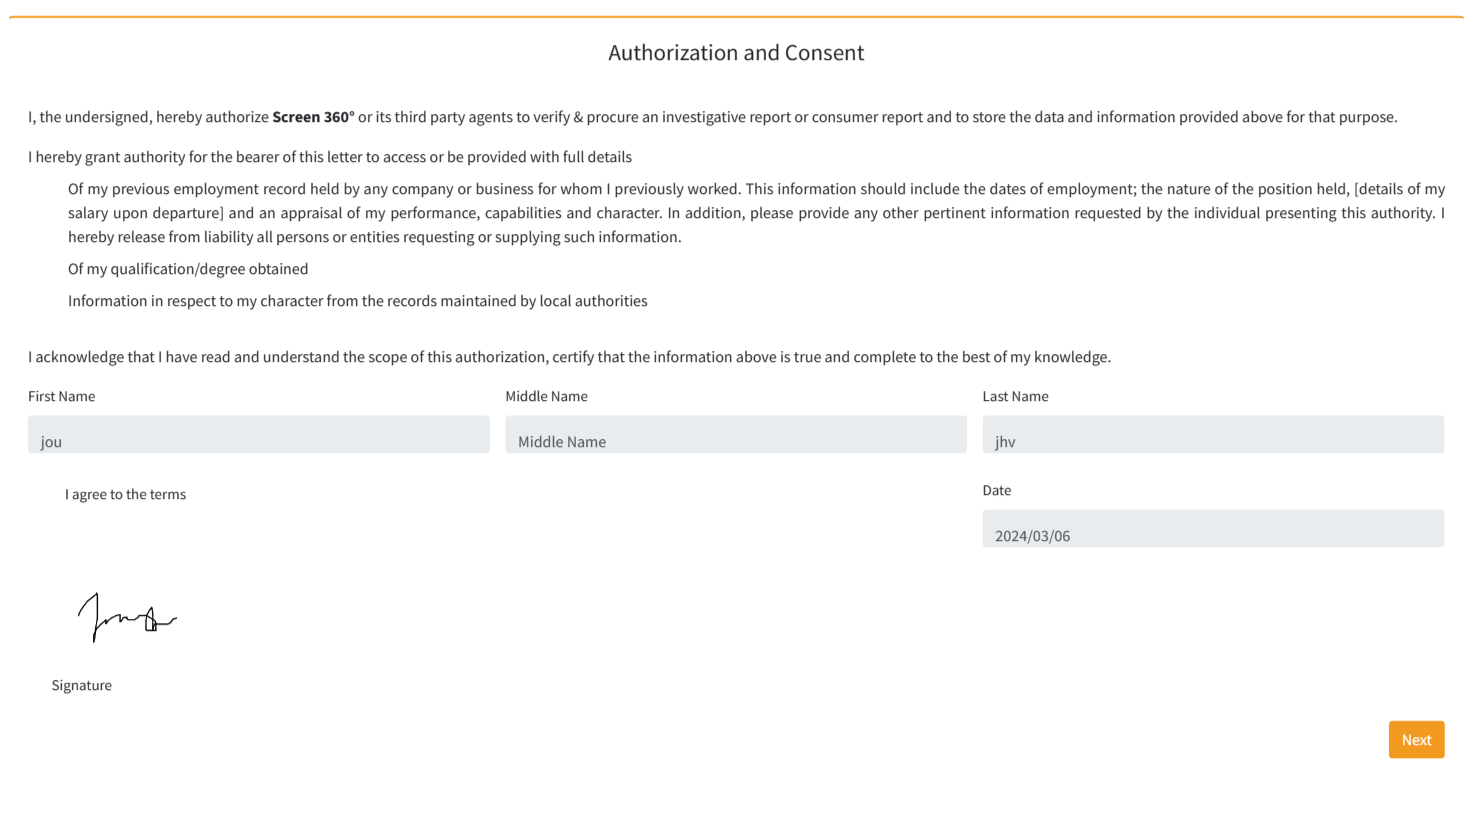 Authorization and Consent
I, the undersigned, hereby authorize Screen 360° or its third party agents to verify & procure an investigative report or consumer report and to store the data and information provided above for that purpose.
I hereby grant authority for the bearer of this letter to access or be provided with full details
Of my previous employment record held by any company or business for whom I previously worked. This information should include the dates of employment; the nature of the position held, [details of my
salary upon departure] and an appraisal of my performance, capabilities and character. In addition, please provide any other pertinent information requested by the individual presenting this authority. I
hereby release from liability all persons or entities requesting or supplying such information.
Of my qualification/degree obtained
Information in respect to my character from the records maintained by local authorities
I acknowledge that I have read and understand the scope of this authorization, certify that the information above is true and complete to the best of my knowledge.
First Name Middle Name Last Name
jou Middle Name jhv
I agree to the terms Date
2024/03/06
Signature
Next